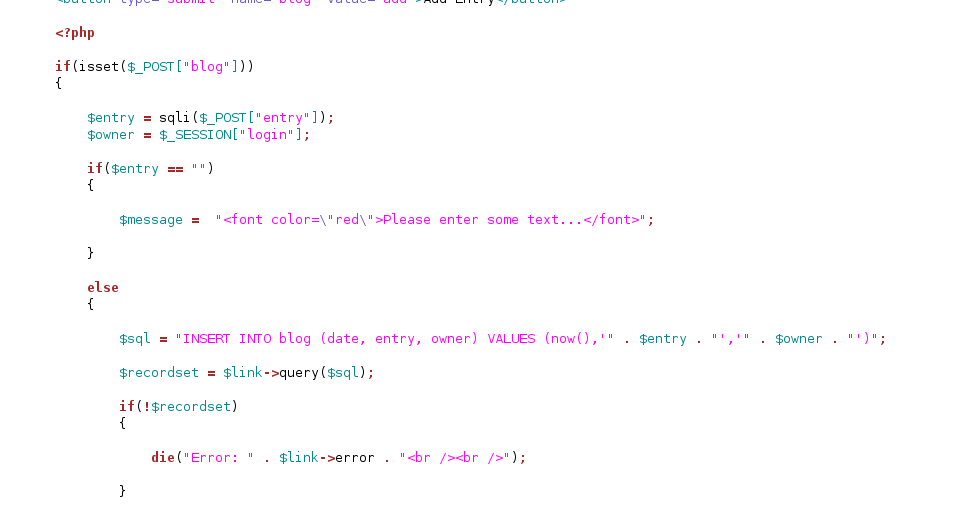 <button type="submit" name="blog" value="add">Add Entry</button>
<?php
if(isset($_POST["blog"]))
{
$entry = sqli($_POST["entry"]);
$owner = $_SESSION["login"];
if($entry == "")
{
$message =  "<font color=\"red\">Please enter some text...</font>";
}
else
{
$sql = "INSERT INTO blog (date, entry, owner) VALUES (now(),'" . $entry . "','" . $owner . "')";
$recordset = $link->query($sql);
if(!$recordset)
{
die("Error: " . $link->error . "<br /><br />");
}